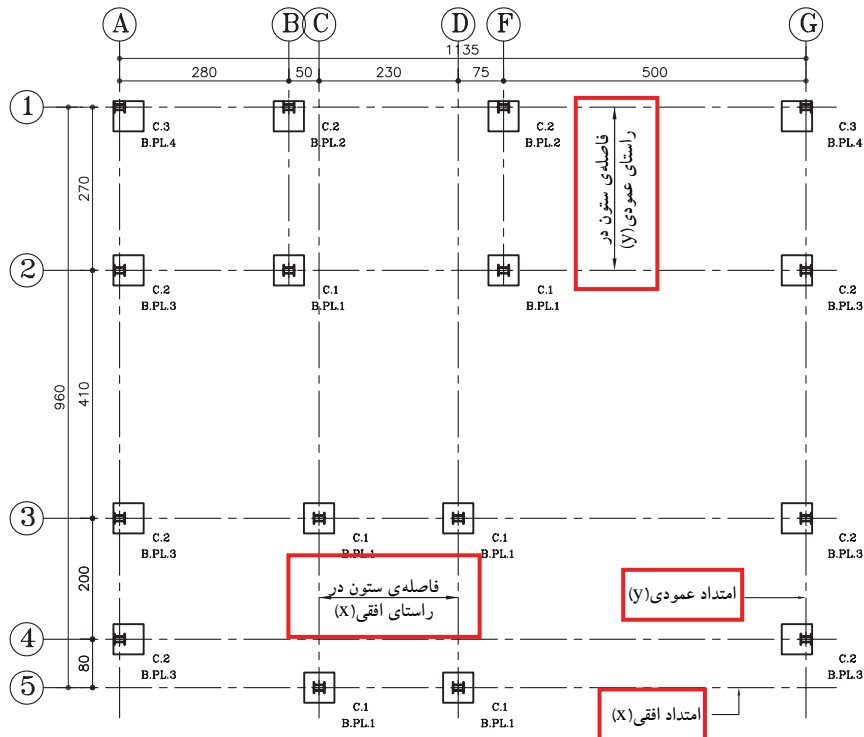 A B C D F G
1135
280 50 230 75 500
1
C.3 C.2 C.2 C.3
B.PL.4 B.PL.2 B.PL.2 B.PL.4
فاصله‌ی ستون در
راستای عمودی(y)
270
2
C.2 C.1 C.1 C.2
B.PL.3 B.PL.1 B.PL.1 B.PL.3
960
410
3
C.2 C.1 C.1 C.2
B.PL.3 B.PL.1 B.PL.1 B.PL.3
200
فاصله‌ی ستون در
راستای افقی(x)
امتداد عمودی(y)
4
C.2 C.2
B.PL.3 B.PL.3
80
5
C.1 C.1
B.PL.1 B.PL.1
امتداد افقی(x)